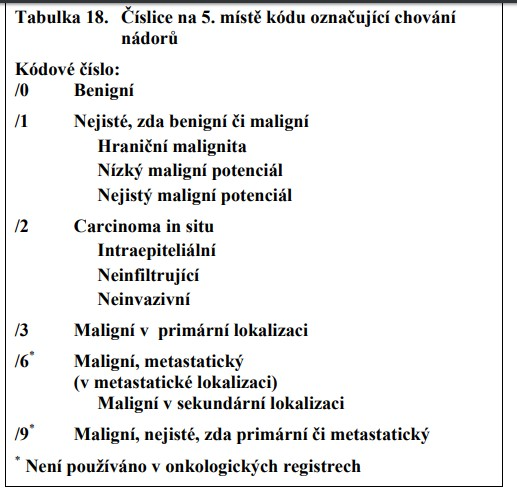 Tabulka 18. Číslice na 5. místě kódu označující chování
nádorů
Kódové číslo:
/0 Benigní
/1 Nejisté, zda benigní či maligní
Hraniční malignita
Nízký maligní potenciál
Nejistý maligní potenciál
/2 Carcinoma in situ
Intraepiteliální
Neinfiltrující
Neinvazivní
/3 Maligní v primární lokalizaci
/6* Maligní, metastatický
(v metastatické lokalizaci)
Maligní v sekundární lokalizaci
/9* Maligní, nejisté, zda primární či metastatický
* Není používáno v onkologických registrech